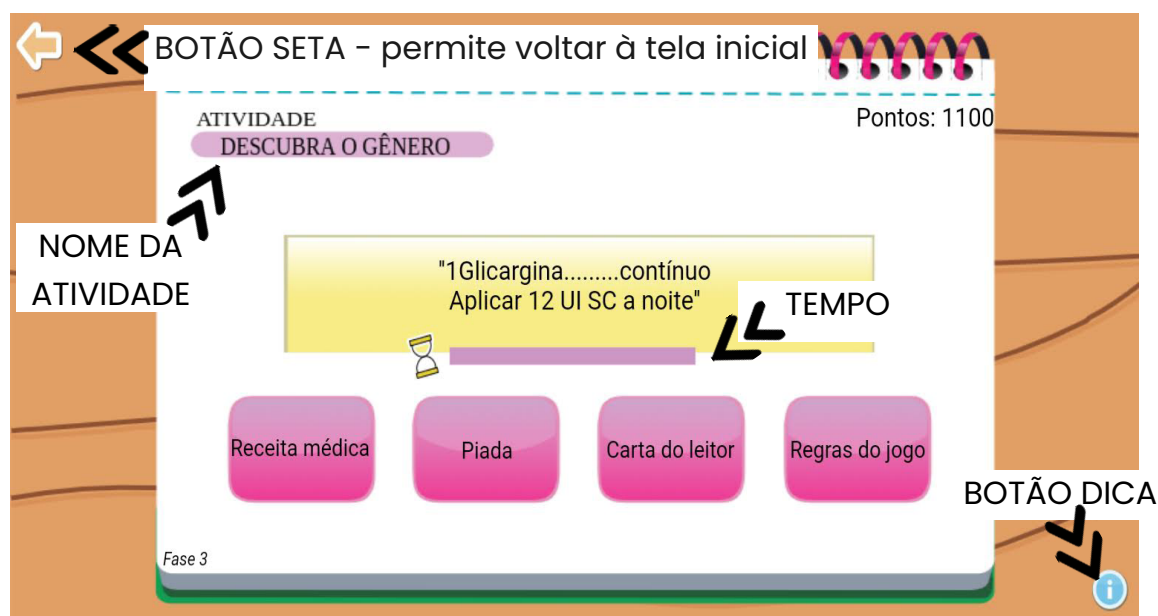 BOTÃO SETA - permite voltar à tela inicial
ATIVIDADE
DESCUBRA O GÊNERO
Pontos: 1100
NOME DA
ATIVIDADE
"1Glicargina.........contínuo
Aplicar 12 UI SC a noite"
TEMPO
Receita médica
Piada
Carta do leitor
Regras do jogo
BOTÃO DICA
Fase 3
i